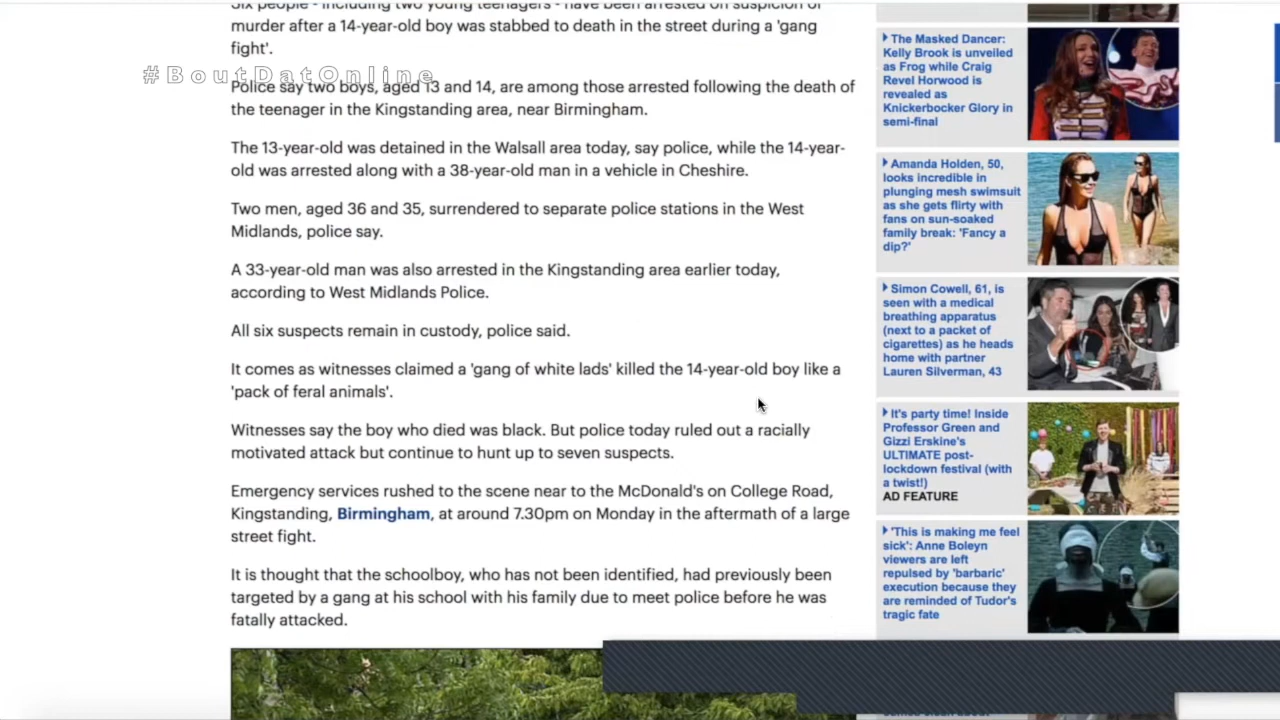 Six people - including two young teenagers - have been arrested on suspicion of
murder after a 14-year-old boy was stabbed to death in the street during a 'gang
fight'.
#BoutDatOnline
Police say two boys, aged 13 and 14, are among those arrested following the death of
the teenager in the Kingstanding area, near Birmingham.
The 13-year-old was detained in the Walsall area today, say police, while the 14-year-
old was arrested along with a 38-year-old man in a vehicle in Cheshire.
Two men, aged 36 and 35, surrendered to separate police stations in the West
Midlands, police say.
A 33-year-old man was also arrested in the Kingstanding area earlier today,
according to West Midlands Police.
All six suspects remain in custody, police said.
It comes as witnesses claimed a 'gang of white lads' killed the 14-year-old boy like a
'pack of feral animals'.
Witnesses say the boy who died was black. But police today ruled out a racially
motivated attack but continue to hunt up to seven suspects.
Emergency services rushed to the scene near to the McDonald's on College Road,
Kingstanding, Birmingham, at around 7.30pm on Monday in the aftermath of a large
street fight.
It is thought that the schoolboy, who has not been identified, had previously been
targeted by a gang at his school with his family due to meet police before he was
fatally attacked.
The Masked Dancer:
Kelly Brook is unveiled
as Frog while Craig
Revel Horwood is
revealed as
Knickerbocker Glory in
semi-final
Amanda Holden, 50,
looks incredible in
plunging mesh swimsuit
as she gets flirty with
fans on sun-soaked
family break: 'Fancy a
dip?'
Simon Cowell, 61, is
seen with a medical
breathing apparatus
(next to a packet of
cigarettes) as he heads
home with partner
Lauren Silverman, 43
It's party time! Inside
Professor Green and
Gizzi Erskine's
ULTIMATE post-
lockdown festival (with
a twist!)
AD FEATURE
'This is making me feel
sick': Anne Boleyn
viewers are left
repulsed by 'barbaric'
execution because they
are reminded of Tudor's
tragic fate